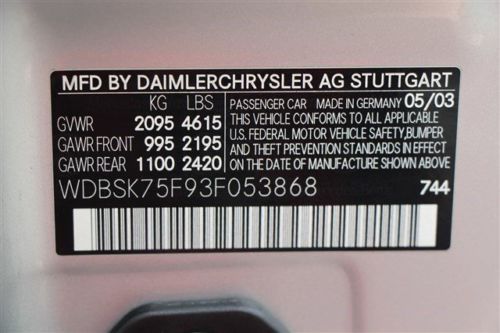 MFD BY DAIMLERCHRYSLER AG STUTTGART
KG LBS
GVWR 2095 4615
GAWR FRONT 995 2195
GAWR REAR 1100 2420
PASSENGER CAR MADE IN GERMANY 05/03
THIS VEHICLE CONFORMS TO ALL APPLICABLE
U.S. FEDERAL MOTOR VEHICLE SAFETY,BUMPER
AND THEFT PREVENTION STANDARDS IN EFFECT
ON THE DATE OF MANUFACTURE SHOWN ABOVE.
WDBSK75F93F053868 744